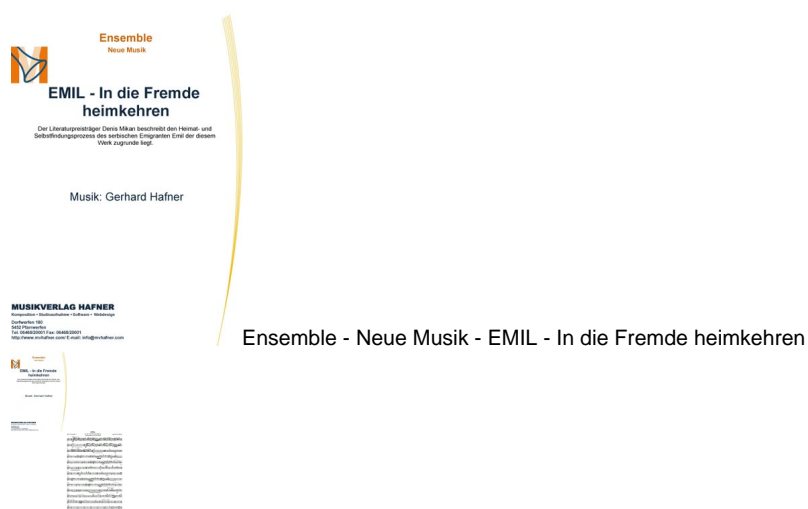 Ensemble
Neue Musik
EMIL - In die Fremde
heimkehren
Der Literaturpreisträger Denis Mikan beschreibt den Heimat- und
Selbstfindungsprozess des serbischen Emigranten Emil der diesem
Werk zugrunde liegt.
Musik: Gerhard Hafner
MUSIKVERLAG HAFNER
Komposition • Studioaufnahme • Software • Webdesign
Dorfwerfen 180
5452 Pfarrwerfen
Tel: 06468/20001 Fax: 06468/20001
http://www.mvhafner.com/ E-mail: info@mvhafner.com
Ensemble - Neue Musik - EMIL - In die Fremde heimkehren
Ensemble
EMIL - In die Fremde
heimkehren
Musik: Gerhard Hafner